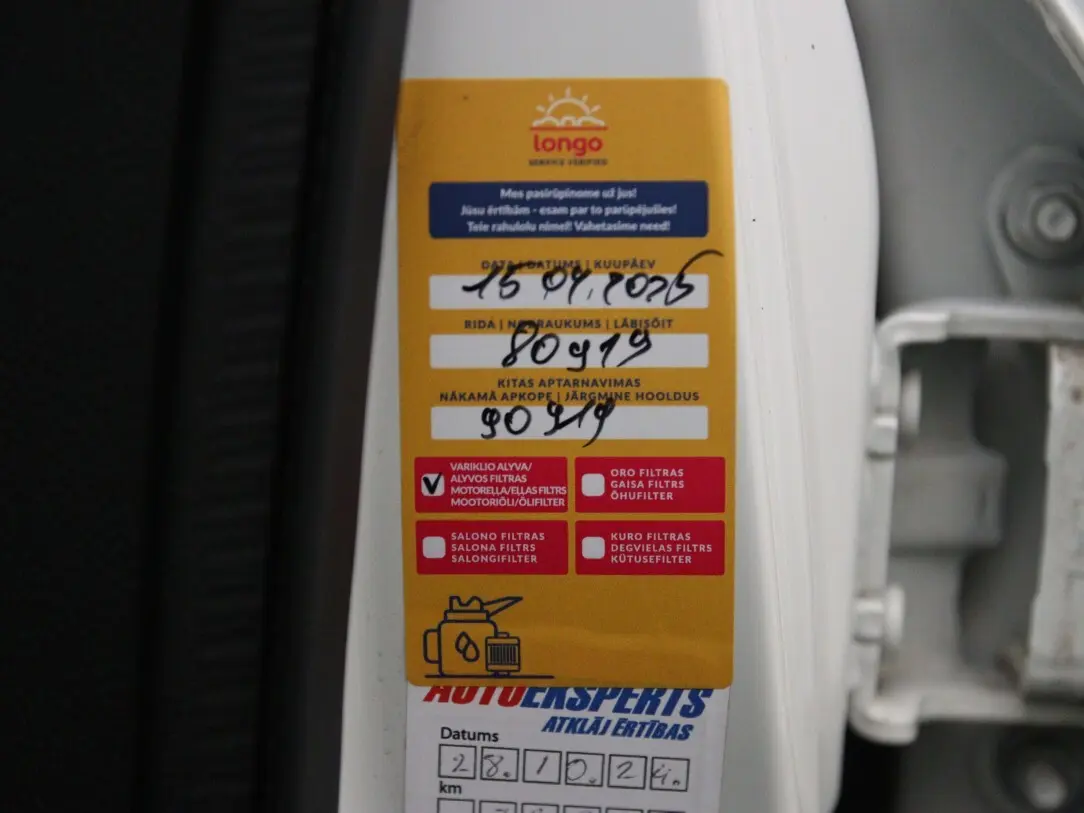 longo
SERVICE VERIFIED
Mes pasirūpinome už jus!
Jūsu ērtībām - esam par to parūpējušies!
Teie rahulolu nimel! Vahetasime need!
DATA | DATUMS | KUUPÄEV
15 04. 2025
RIDA | NOBRAUKUMS | LÄBISÕIT
80919
KITAS APTARNAVIMAS
NĀKAMĀ APKOPE | JÄRGMINE HOOLDUS
90919
VARIKLIO ALYVA/
ALYVOS FILTRAS
MOTOREĻĻA/EĻĻAS FILTRS
MOOTORIÕLI/ÕLIFILTER
ORO FILTRAS
GAISA FILTRS
ÕHUFILTER
SALONO FILTRAS
SALONA FILTRS
SALONGIFILTER
KURO FILTRAS
DEGVIELAS FILTRS
KÜTUSEFILTER
AUTOEKSPERTS
ATKLĀJ ĒRTĪBAS
Datums
28.10.24.
km